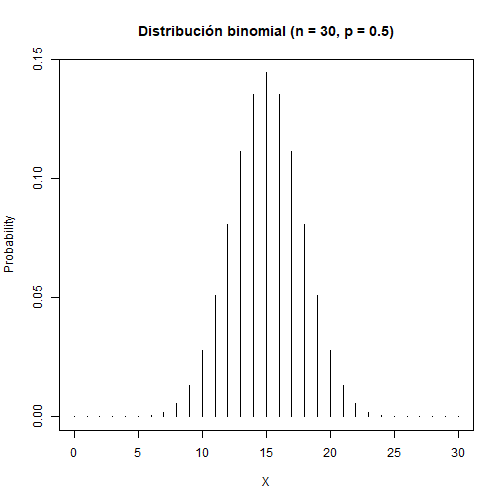 Distribución binomial (n = 30, p = 0.5)
Probability
0.15
0.10
0.05
0.00
0 5 10 15 20 25 30
X